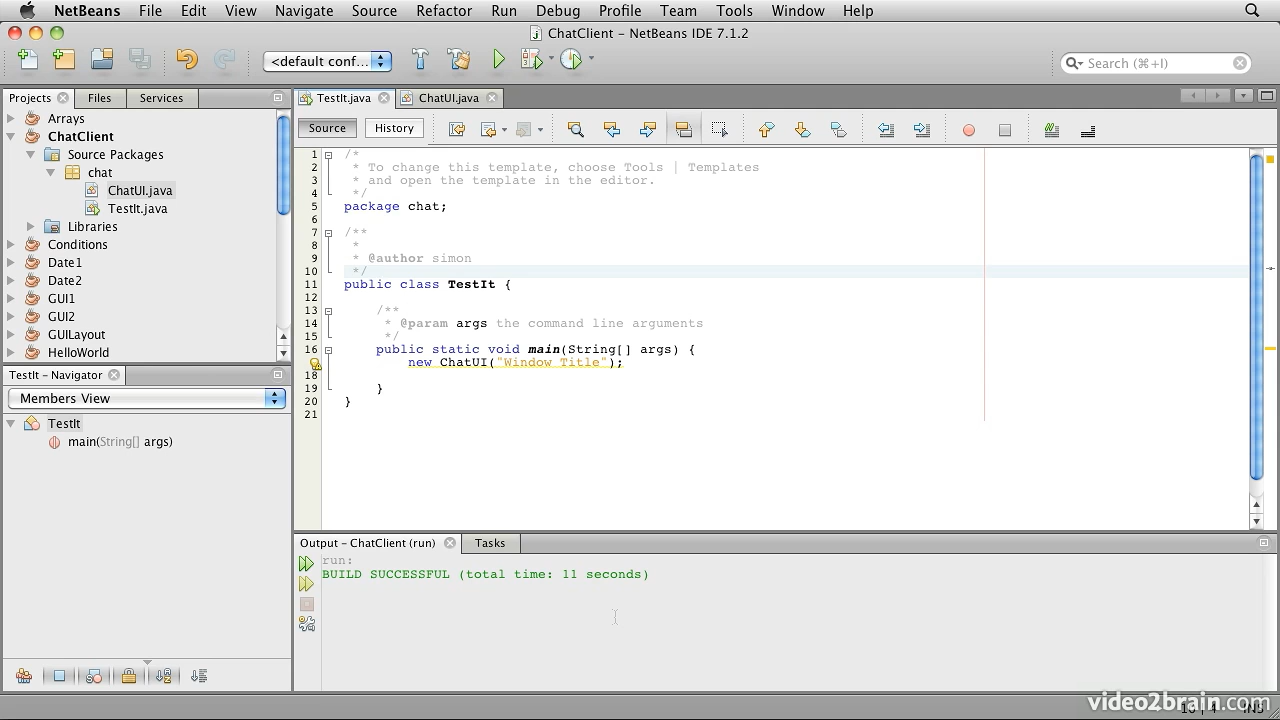 NetBeans File Edit View Navigate Source Refactor Run Debug Profile Team Tools Window Help
ChatClient – NetBeans IDE 7.1.2
<default conf...
Search (⌘+I)
Projects Files Services
Arrays
ChatClient
Source Packages
chat
ChatUI.java
TestIt.java
Libraries
Conditions
Date1
Date2
GUI1
GUI2
GUILayout
HelloWorld
TestIt – Navigator
Members View
TestIt
main(String[] args)
TestIt.java ChatUI.java
Source History
1 /*
2 * To change this template, choose Tools | Templates
3 * and open the template in the editor.
4 */
5 package chat;
6
7 /**
8 *
9 * @author simon
10 */
11 public class TestIt {
12
13 /**
14 * @param args the command line arguments
15 */
16 public static void main(String[] args) {
new ChatUI("Window Title");
18
19 }
20 }
21
Output – ChatClient (run) Tasks
run:
BUILD SUCCESSFUL (total time: 11 seconds)
video2brain.com